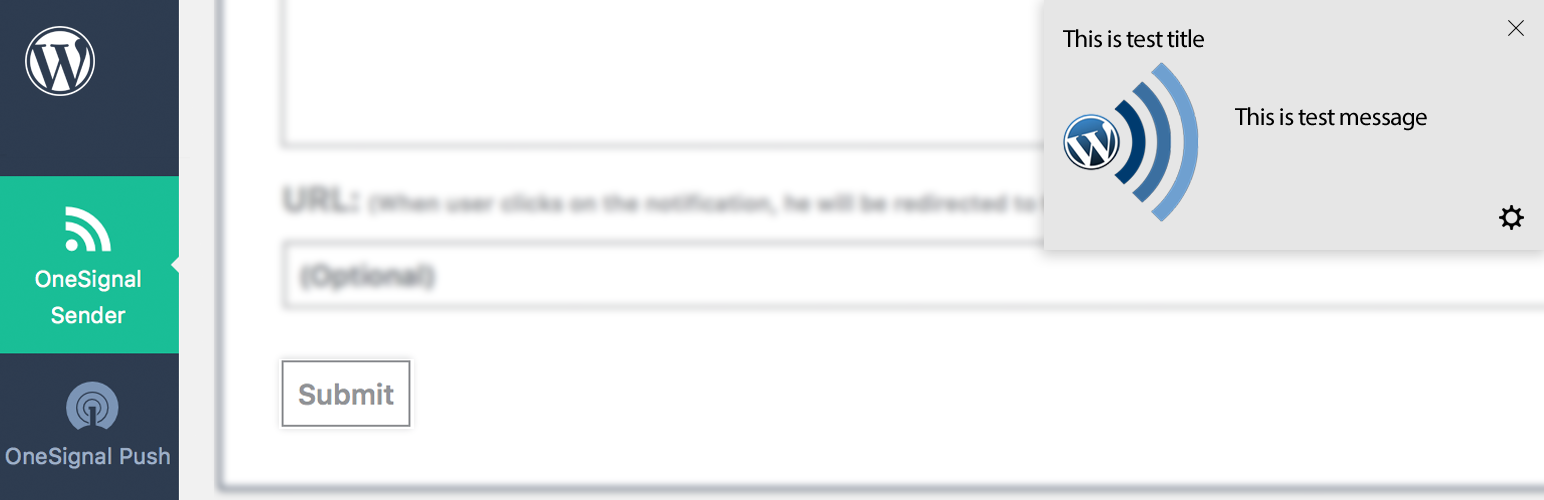 OneSignal
Sender
OneSignal Push
URL: (When user clicks on the notification, he will be redirected to
(Optional)
Submit
This is test title
This is test message